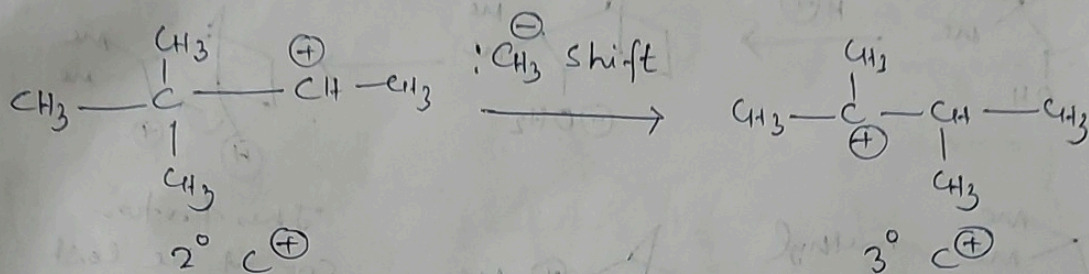 CH3 ⊕ :CH3⊖ shift CH3
CH3 — C — CH — CH3 ⟶ CH3 — C — CH — CH3
CH3 ⊕ CH3
2° C⊕ 3° C⊕